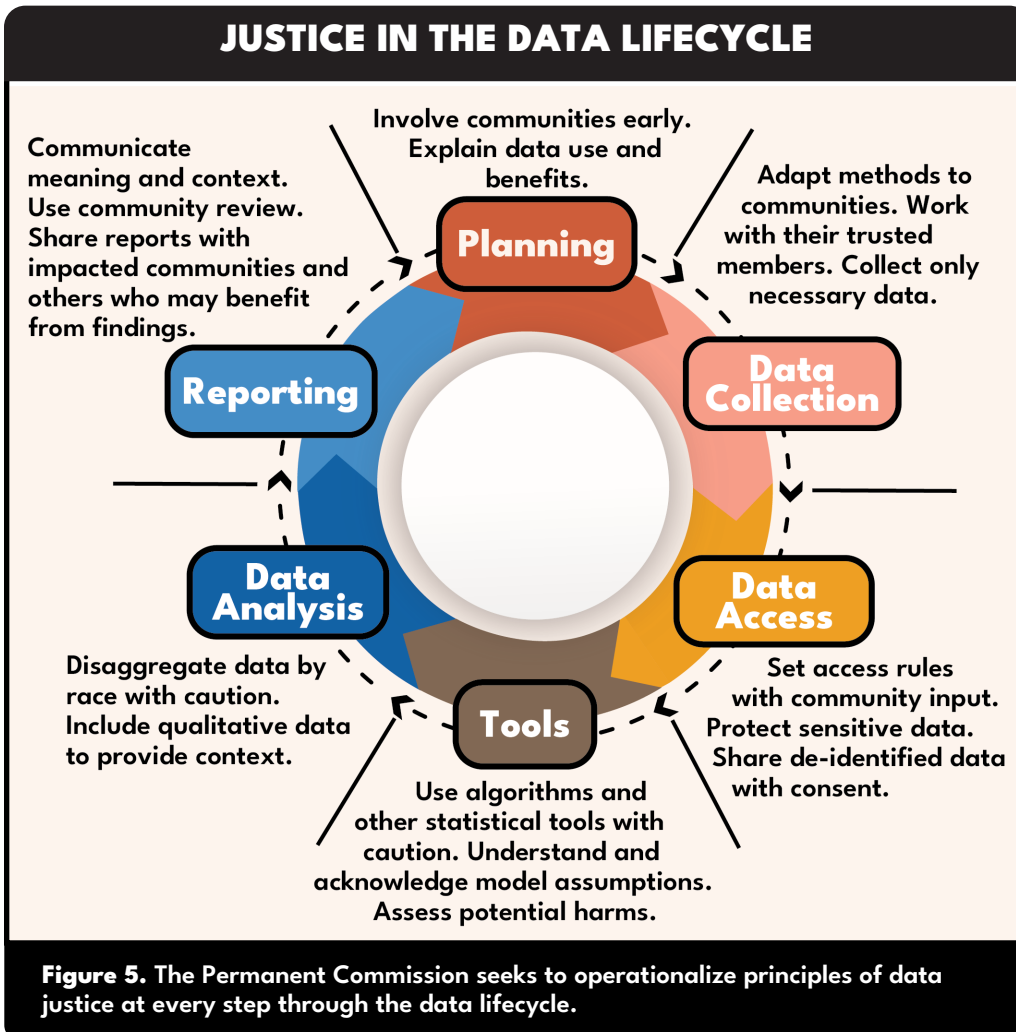 JUSTICE IN THE DATA LIFECYCLE
Involve communities early.
Explain data use and
benefits.
Planning
Adapt methods to
communities. Work
with their trusted
members. Collect only
necessary data.
Data
Collection
Data
Access
Set access rules
with community input.
Protect sensitive data.
Share de-identified data
with consent.
Tools
Use algorithms and
other statistical tools with
caution. Understand and
acknowledge model assumptions.
Assess potential harms.
Data
Analysis
Disaggregate data by
race with caution.
Include qualitative data
to provide context.
Reporting
Communicate
meaning and context.
Use community review.
Share reports with
impacted communities and
others who may benefit
from findings.
Figure 5. The Permanent Commission seeks to operationalize principles of data
justice at every step through the data lifecycle.